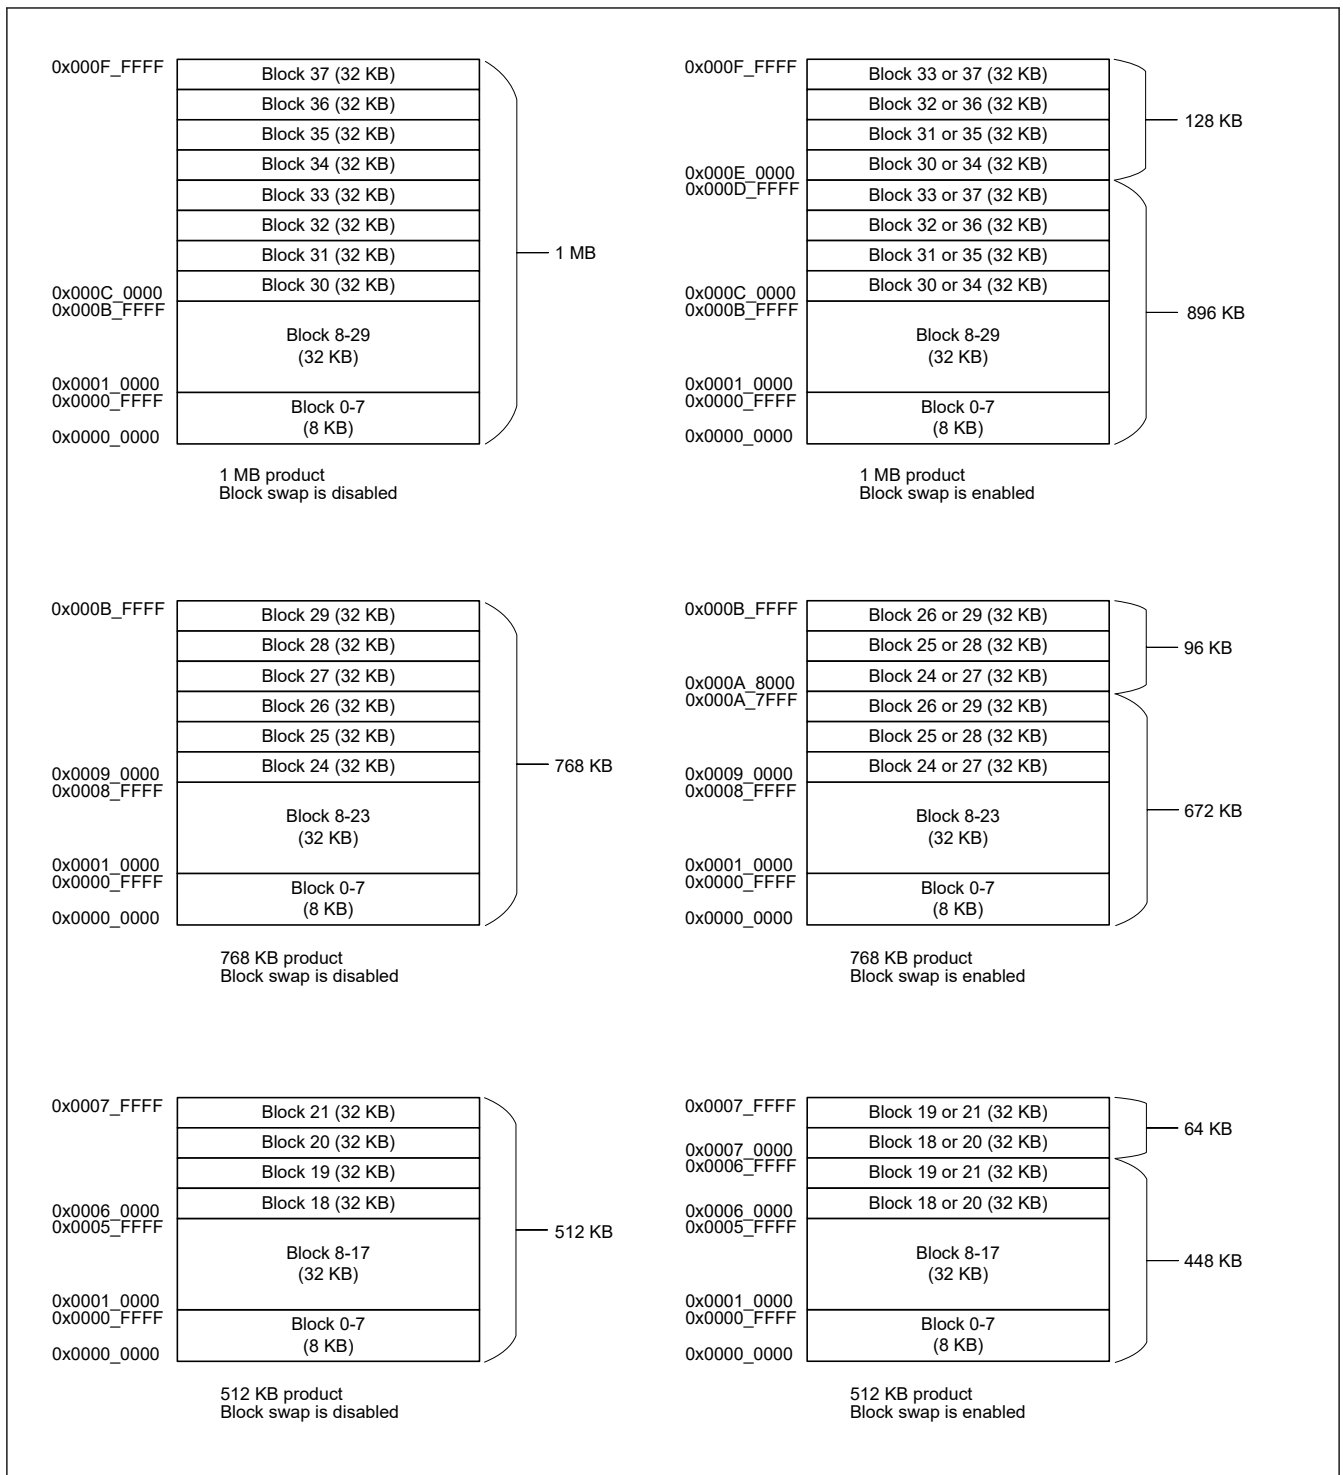 0x000F_FFFF
Block 37 (32 KB)
Block 36 (32 KB)
Block 35 (32 KB)
Block 34 (32 KB)
Block 33 (32 KB)
Block 32 (32 KB)
Block 31 (32 KB)
Block 30 (32 KB)
1 MB
0x000C_0000
0x000B_FFFF
Block 8-29
(32 KB)
0x0001_0000
0x0000_FFFF
Block 0-7
(8 KB)
0x0000_0000
1 MB product
Block swap is disabled
0x000F_FFFF
Block 33 or 37 (32 KB)
Block 32 or 36 (32 KB)
Block 31 or 35 (32 KB)
Block 30 or 34 (32 KB)
128 KB
0x000E_0000
0x000D_FFFF
Block 33 or 37 (32 KB)
Block 32 or 36 (32 KB)
Block 31 or 35 (32 KB)
Block 30 or 34 (32 KB)
0x000C_0000
0x000B_FFFF
896 KB
Block 8-29
(32 KB)
0x0001_0000
0x0000_FFFF
Block 0-7
(8 KB)
0x0000_0000
1 MB product
Block swap is enabled
0x000B_FFFF
Block 29 (32 KB)
Block 28 (32 KB)
Block 27 (32 KB)
Block 26 (32 KB)
Block 25 (32 KB)
Block 24 (32 KB)
768 KB
0x0009_0000
0x0008_FFFF
Block 8-23
(32 KB)
0x0001_0000
0x0000_FFFF
Block 0-7
(8 KB)
0x0000_0000
768 KB product
Block swap is disabled
0x000B_FFFF
Block 26 or 29 (32 KB)
Block 25 or 28 (32 KB)
Block 24 or 27 (32 KB)
96 KB
0x000A_8000
0x000A_7FFF
Block 26 or 29 (32 KB)
Block 25 or 28 (32 KB)
Block 24 or 27 (32 KB)
0x0009_0000
0x0008_FFFF
672 KB
Block 8-23
(32 KB)
0x0001_0000
0x0000_FFFF
Block 0-7
(8 KB)
0x0000_0000
768 KB product
Block swap is enabled
0x0007_FFFF
Block 21 (32 KB)
Block 20 (32 KB)
Block 19 (32 KB)
Block 18 (32 KB)
0x0006_0000
0x0005_FFFF
512 KB
Block 8-17
(32 KB)
0x0001_0000
0x0000_FFFF
Block 0-7
(8 KB)
0x0000_0000
512 KB product
Block swap is disabled
0x0007_FFFF
Block 19 or 21 (32 KB)
Block 18 or 20 (32 KB)
64 KB
0x0007_0000
0x0006_FFFF
Block 19 or 21 (32 KB)
Block 18 or 20 (32 KB)
0x0006_0000
0x0005_FFFF
448 KB
Block 8-17
(32 KB)
0x0001_0000
0x0000_FFFF
Block 0-7
(8 KB)
0x0000_0000
512 KB product
Block swap is enabled